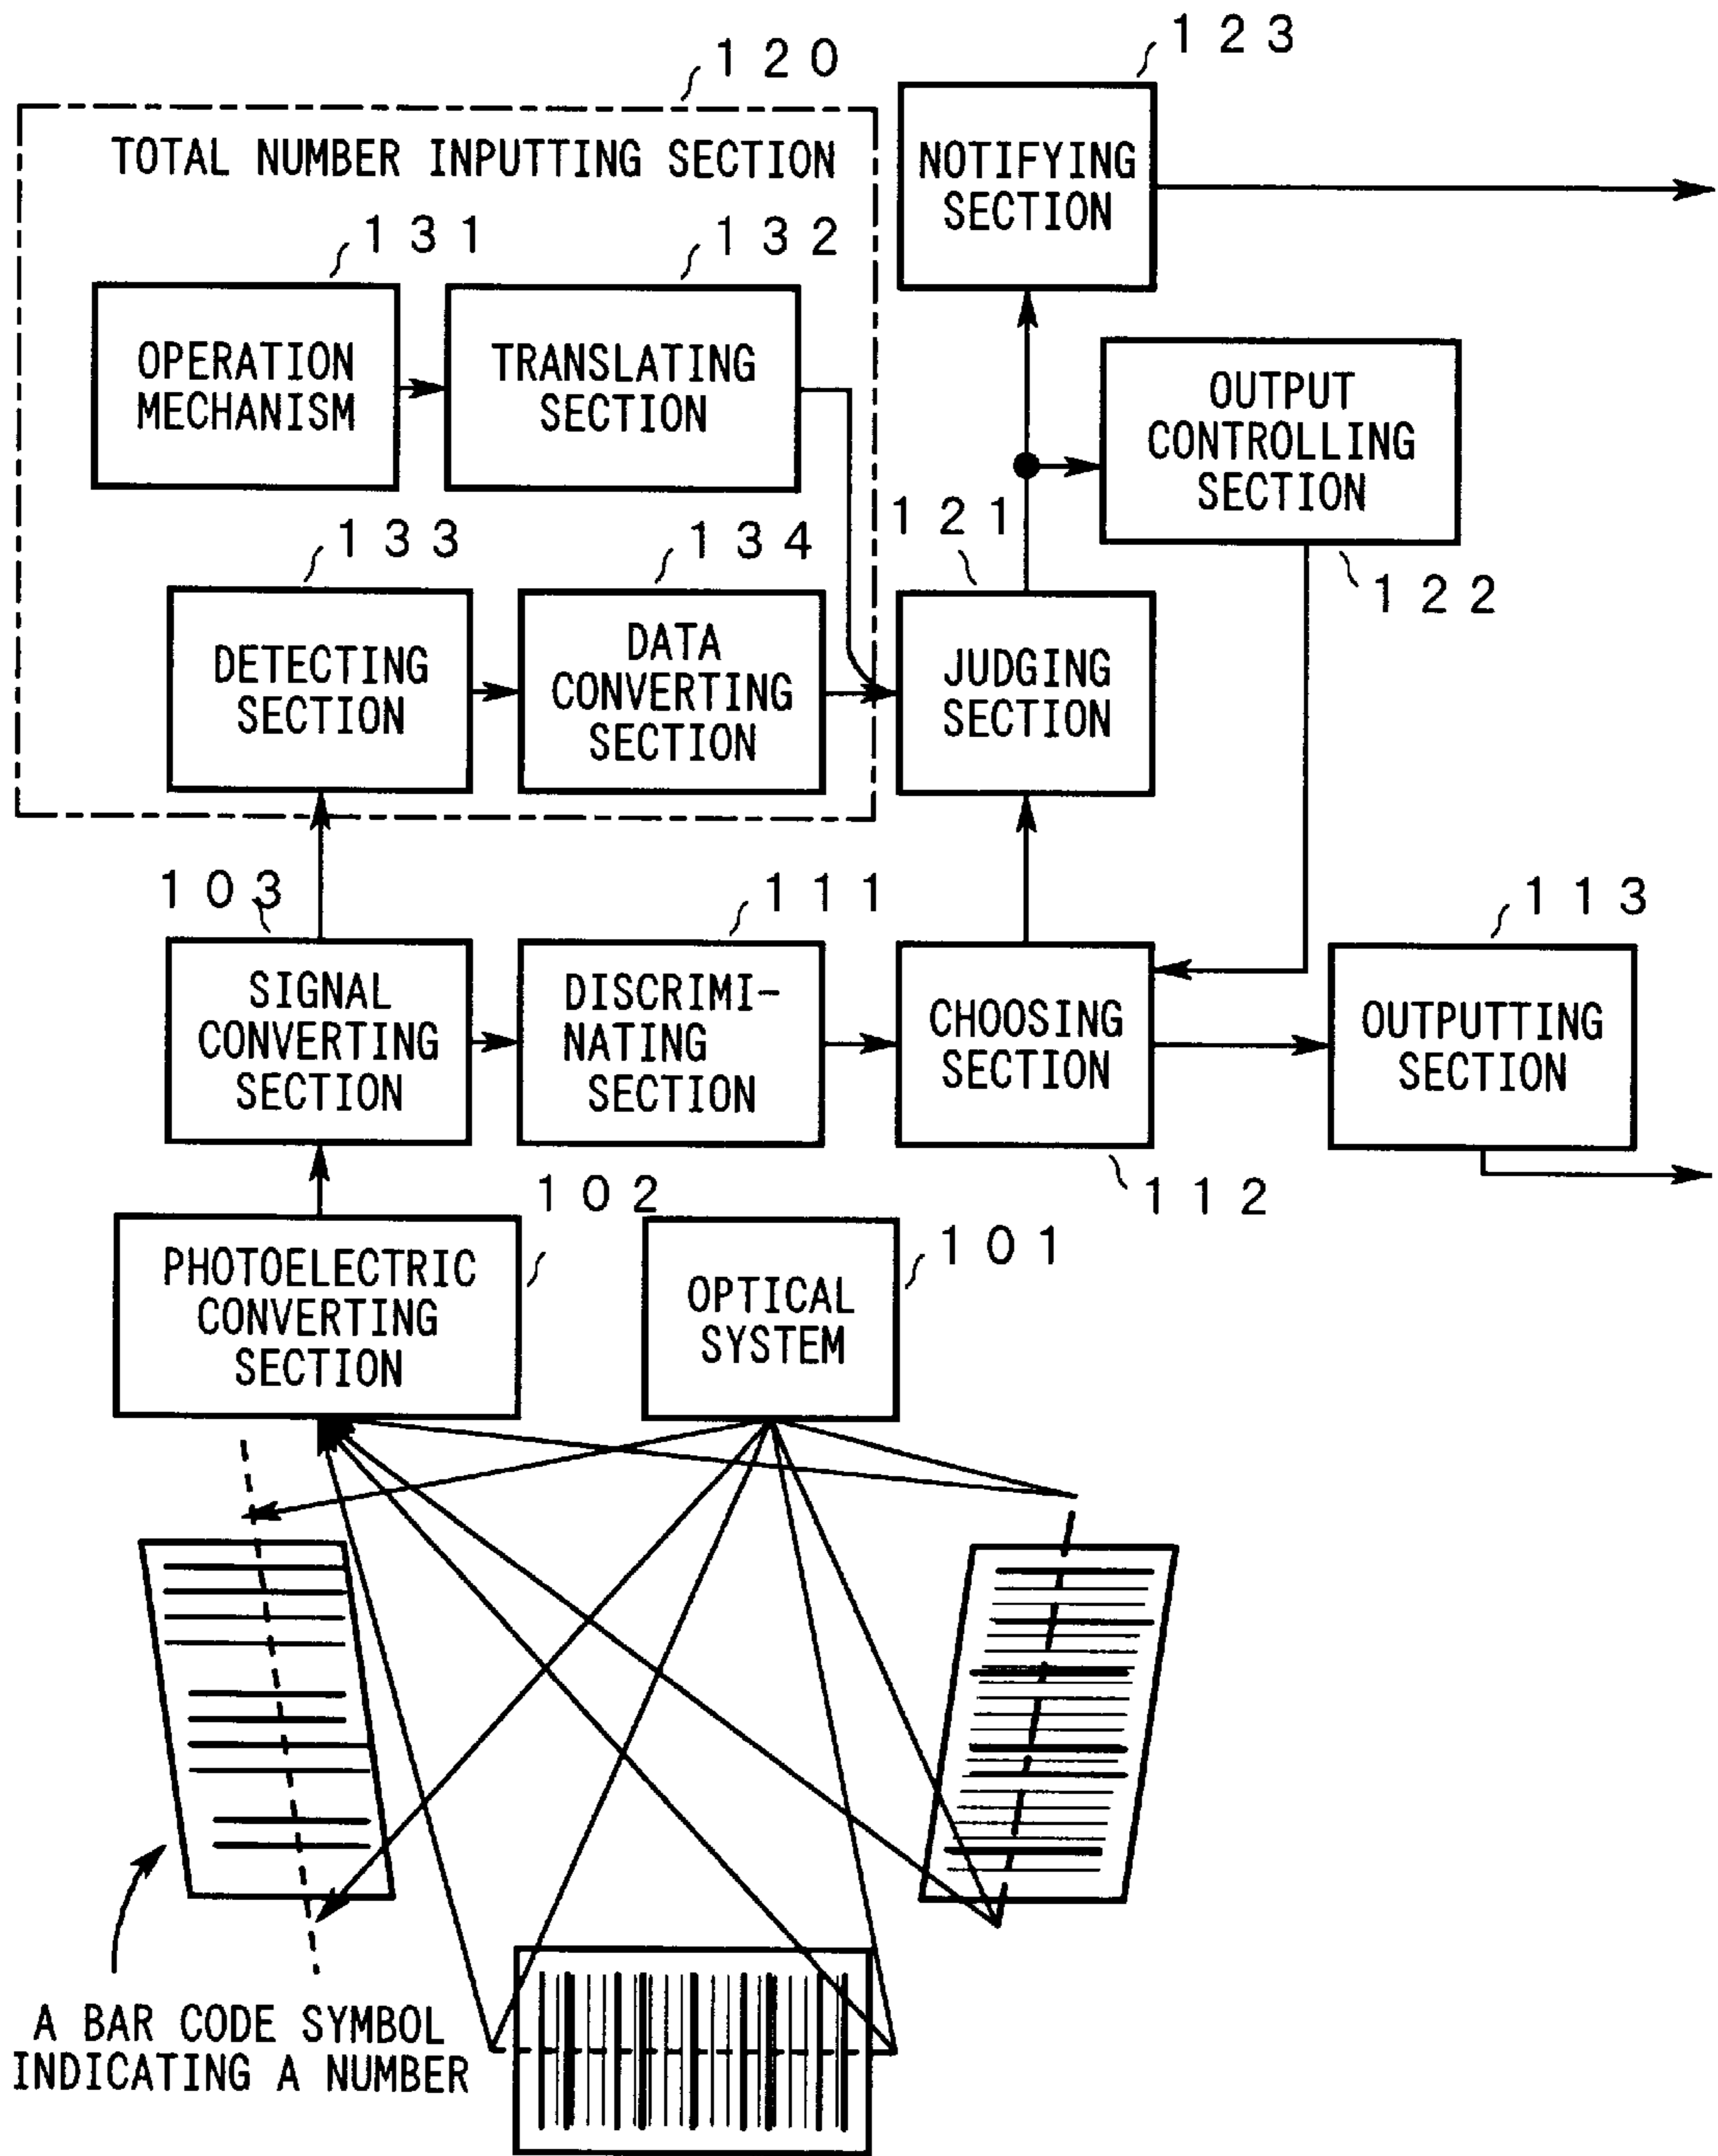 123
120
TOTAL NUMBER INPUTTING SECTION
NOTIFYING
SECTION
131
132
OPERATION
MECHANISM
TRANSLATING
SECTION
OUTPUT
CONTROLLING
SECTION
133
134
121
122
DETECTING
SECTION
DATA
CONVERTING
SECTION
JUDGING
SECTION
103
111
113
SIGNAL
CONVERTING
SECTION
DISCRIMI-
NATING
SECTION
CHOOSING
SECTION
OUTPUTTING
SECTION
102
112
101
PHOTOELECTRIC
CONVERTING
SECTION
OPTICAL
SYSTEM
A BAR CODE SYMBOL
INDICATING A NUMBER